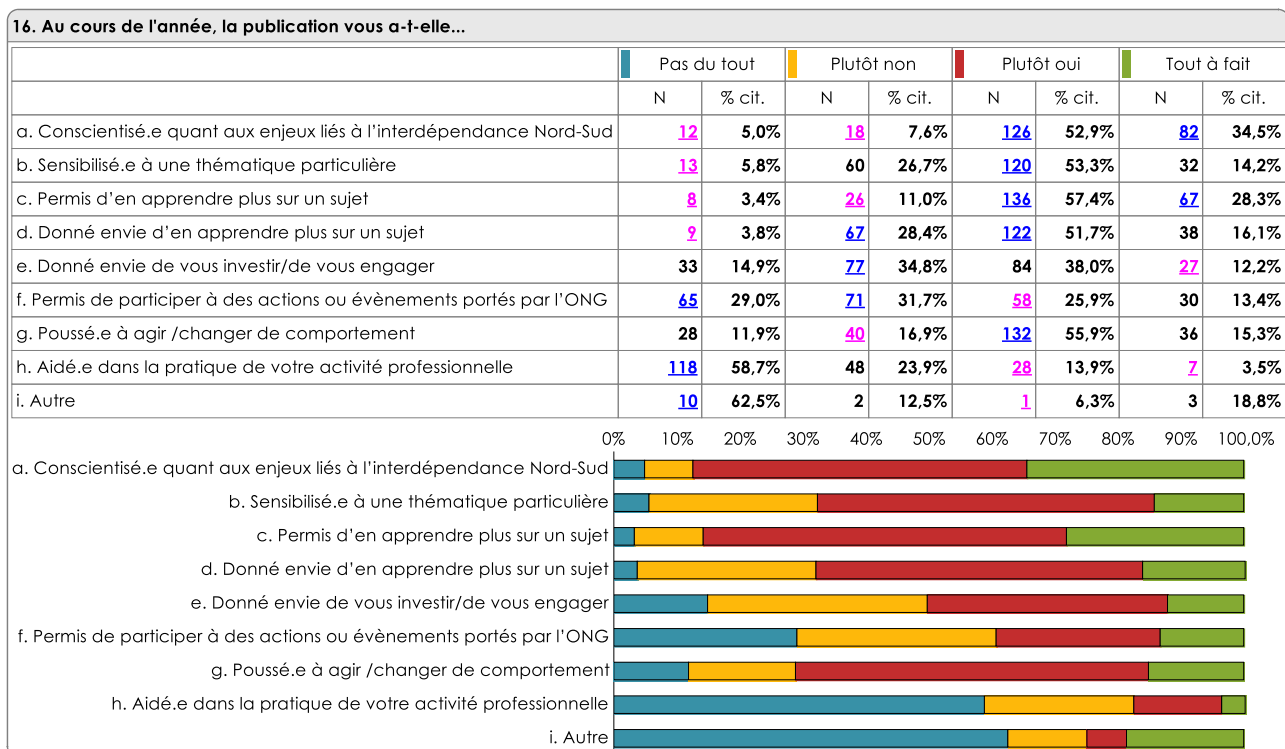 16. Au cours de l'année, la publication vous a-t-elle...
Pas du tout Plutôt non Plutôt oui Tout à fait
N % cit. N % cit. N % cit. N % cit.
a. Conscientisé.e quant aux enjeux liés à l’interdépendance Nord-Sud 12 5,0% 18 7,6% 126 52,9% 82 34,5%
b. Sensibilisé.e à une thématique particulière 13 5,8% 60 26,7% 120 53,3% 32 14,2%
c. Permis d’en apprendre plus sur un sujet 8 3,4% 26 11,0% 136 57,4% 67 28,3%
d. Donné envie d’en apprendre plus sur un sujet 9 3,8% 67 28,4% 122 51,7% 38 16,1%
e. Donné envie de vous investir/de vous engager 33 14,9% 77 34,8% 84 38,0% 27 12,2%
f. Permis de participer à des actions ou évènements portés par l’ONG 65 29,0% 71 31,7% 58 25,9% 30 13,4%
g. Poussé.e à agir /changer de comportement 28 11,9% 40 16,9% 132 55,9% 36 15,3%
h. Aidé.e dans la pratique de votre activité professionnelle 118 58,7% 48 23,9% 28 13,9% 7 3,5%
i. Autre 10 62,5% 2 12,5% 1 6,3% 3 18,8%
0% 10% 20% 30% 40% 50% 60% 70% 80% 90% 100,0%
a. Conscientisé.e quant aux enjeux liés à l’interdépendance Nord-Sud
b. Sensibilisé.e à une thématique particulière
c. Permis d’en apprendre plus sur un sujet
d. Donné envie d’en apprendre plus sur un sujet
e. Donné envie de vous investir/de vous engager
f. Permis de participer à des actions ou évènements portés par l’ONG
g. Poussé.e à agir /changer de comportement
h. Aidé.e dans la pratique de votre activité professionnelle
i. Autre